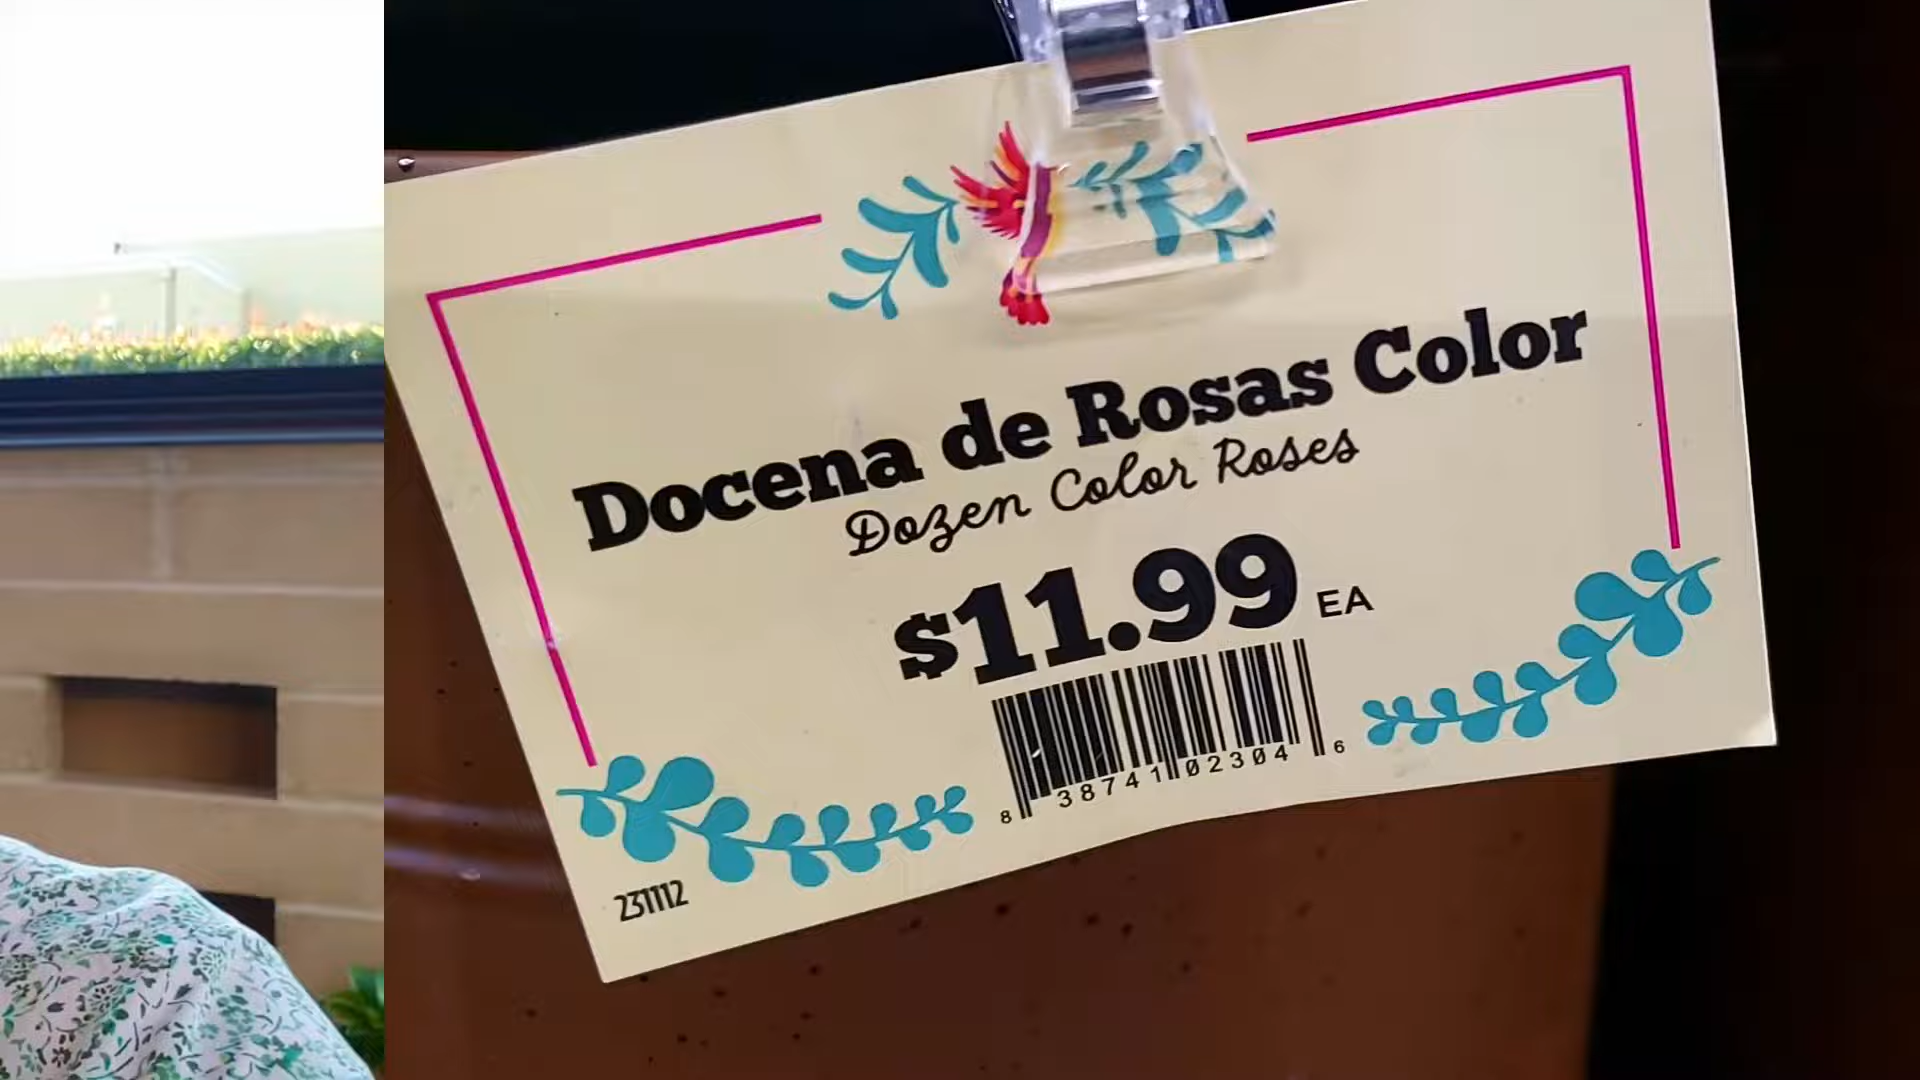 Docena de Rosas Color
Dozen Color Roses
$11.99 EA
8 38741 02304 6
231112